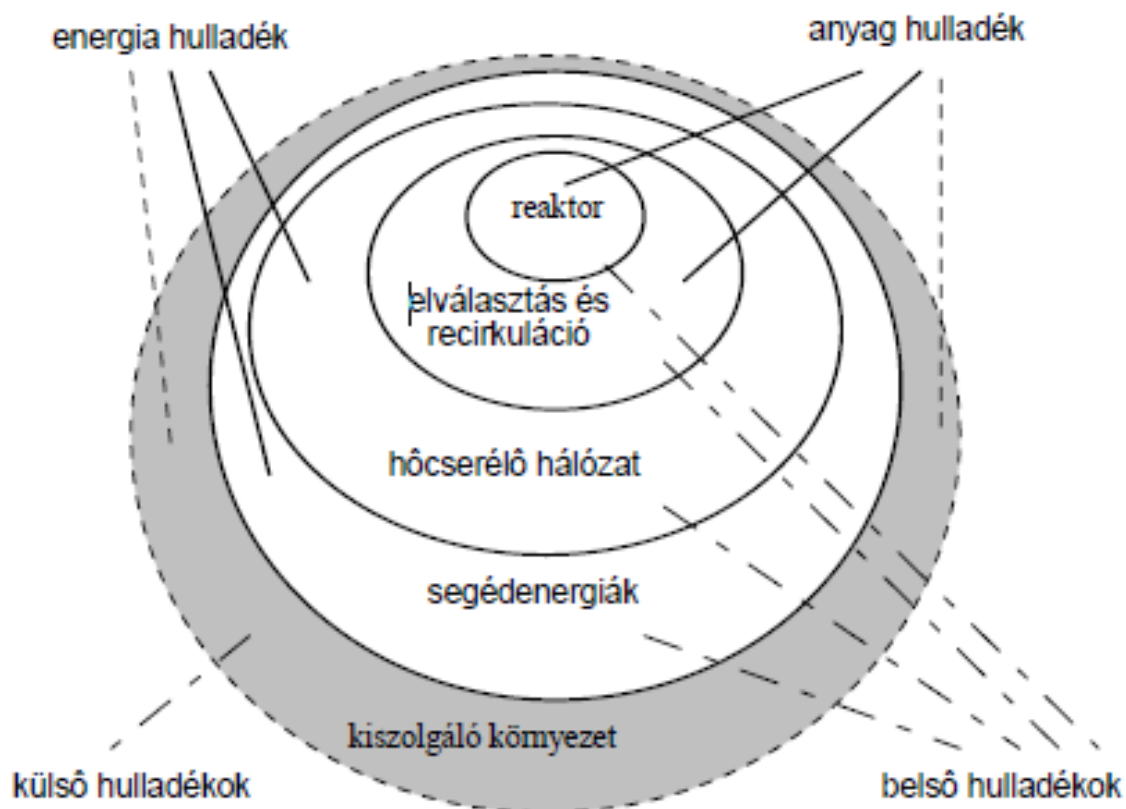 energia hulladék
anyag hulladék
reaktor
elválasztás és
recirkuláció
hôcserélô hálózat
segédenergiák
kiszolgáló környezet
külsô hulladékok
belsô hulladékok